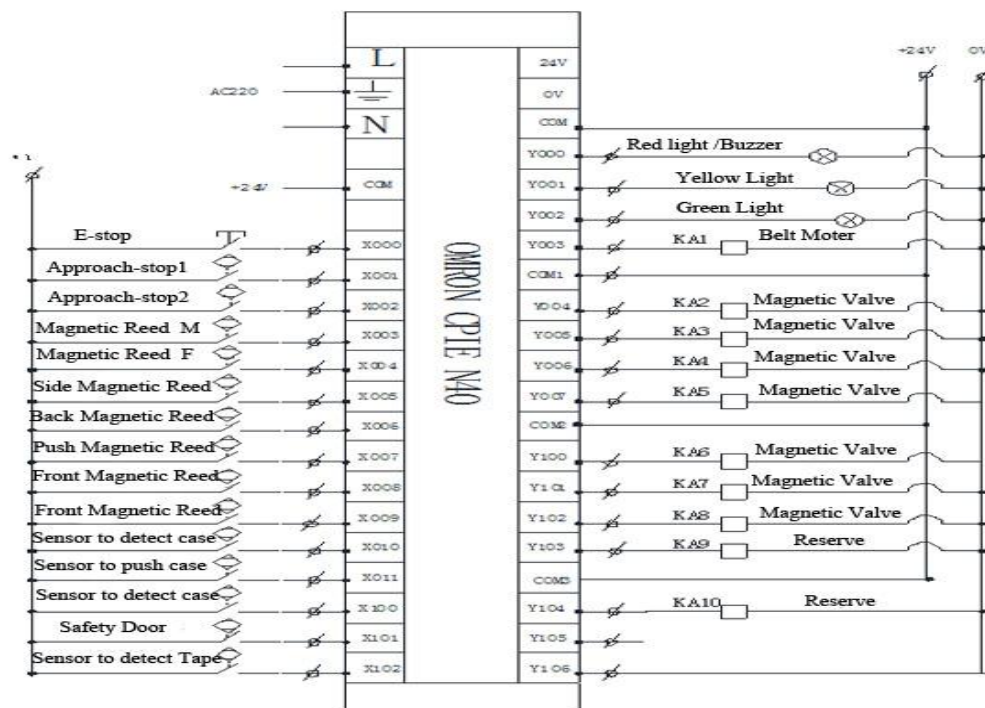 +24V 0V
L
24V
AC220
0V
N
COM
Y000 Red light /Buzzer
+24V COM
Y001 Yellow Light
Y002 Green Light
E-stop X000
Y003 KA1 Belt Moter
Approach-stop1 X001
COM1
Approach-stop2 X002
Y004 KA2 Magnetic Valve
Magnetic Reed M X003
Y005 KA3 Magnetic Valve
Magnetic Reed F X004
Y006 KA4 Magnetic Valve
Side Magnetic Reed X005
Y007 KA5 Magnetic Valve
Back Magnetic Reed X006
COM2
Push Magnetic Reed X007
Y100 KA6 Magnetic Valve
Front Magnetic Reed X008
Y101 KA7 Magnetic Valve
Front Magnetic Reed X009
Y102 KA8 Magnetic Valve
Sensor to detect case X010
Y103 KA9 Reserve
Sensor to push case X011
COM3
Sensor to detect case X100
Y104 KA10 Reserve
Safety Door X101
Y105
Sensor to detect Tape X102
Y106
OMRON CPIE N40